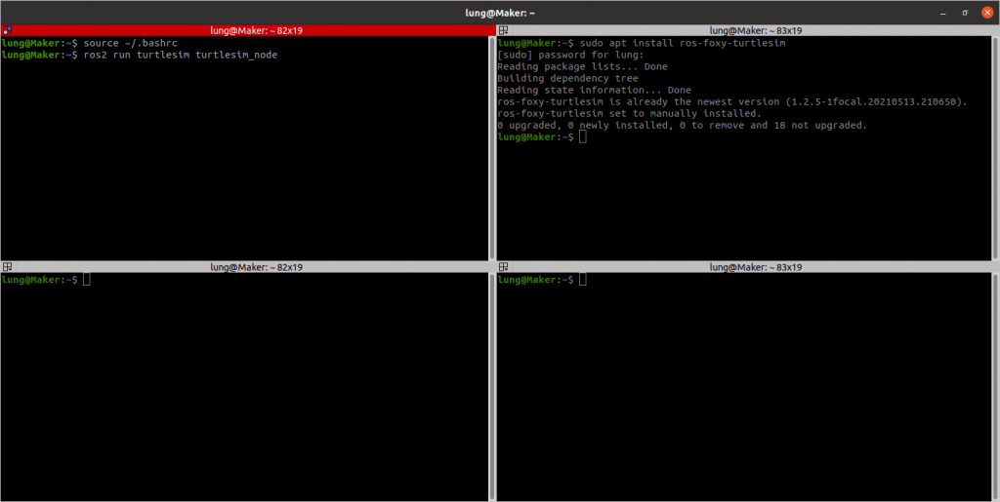 lung@Maker: ~
lung@Maker: ~ 82x19
lung@Maker:~$ source ~/.bashrc
lung@Maker:~$ ros2 run turtlesim turtlesim_node
lung@Maker: ~ 83x19
lung@Maker:~$ sudo apt install ros-foxy-turtlesim
[sudo] password for lung:
Reading package lists... Done
Building dependency tree
Reading state information... Done
ros-foxy-turtlesim is already the newest version (1.2.5-1focal.20210513.210650).
ros-foxy-turtlesim set to manually installed.
0 upgraded, 0 newly installed, 0 to remove and 18 not upgraded.
lung@Maker:~$
lung@Maker: ~ 82x19
lung@Maker:~$
lung@Maker: ~ 83x19
lung@Maker:~$